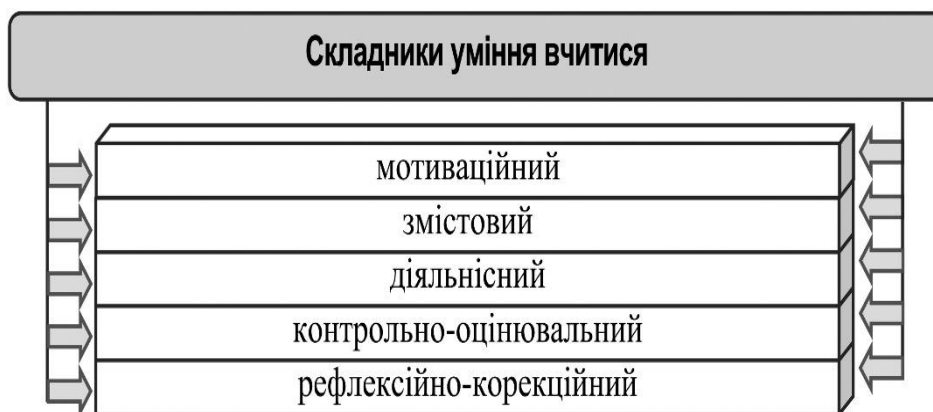 Складники уміння вчитися
мотиваційний
змістовий
діяльнісний
контрольно-оцінювальний
рефлексійно-корекційний